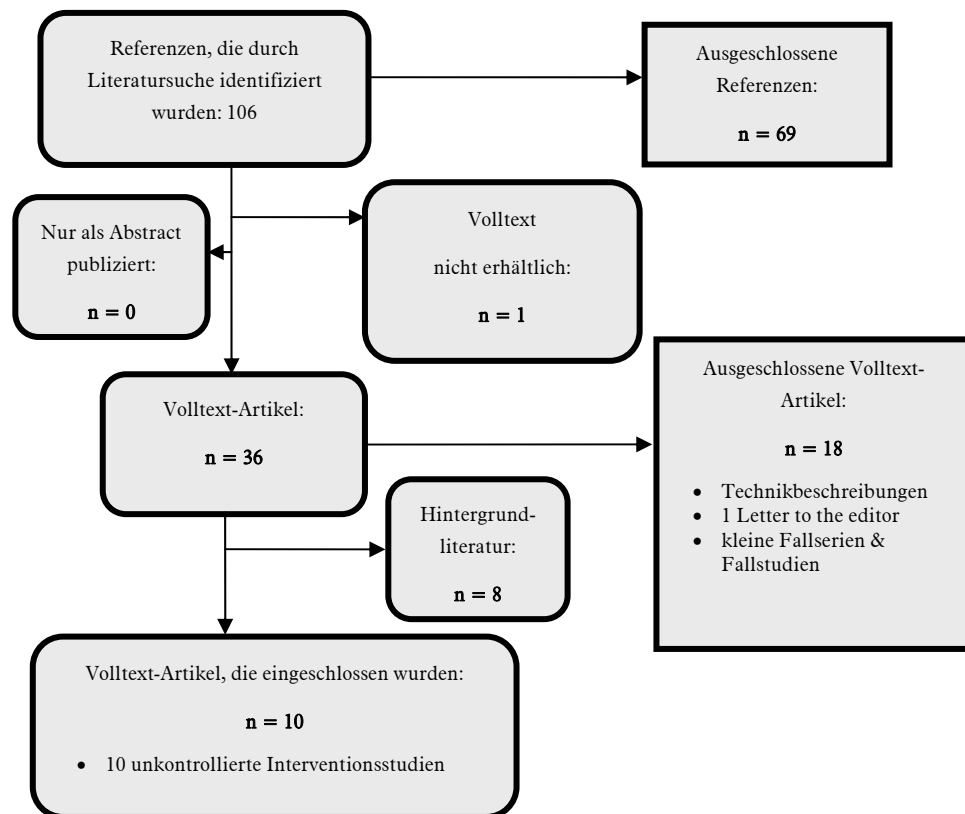 Referenzen, die durch
Literatursuche identifiziert
wurden: 106
Ausgeschlossene
Referenzen:
n = 69
Nur als Abstract
publiziert:
n = 0
Volltext
nicht erhältlich:
n = 1
Volltext-Artikel:
n = 36
Ausgeschlossene Volltext-
Artikel:
n = 18
• Technikbeschreibungen
• 1 Letter to the editor
• kleine Fallserien &
Fallstudien
Hintergrund-
literatur:
n = 8
Volltext-Artikel, die eingeschlossen wurden:
n = 10
• 10 unkontrollierte Interventionsstudien